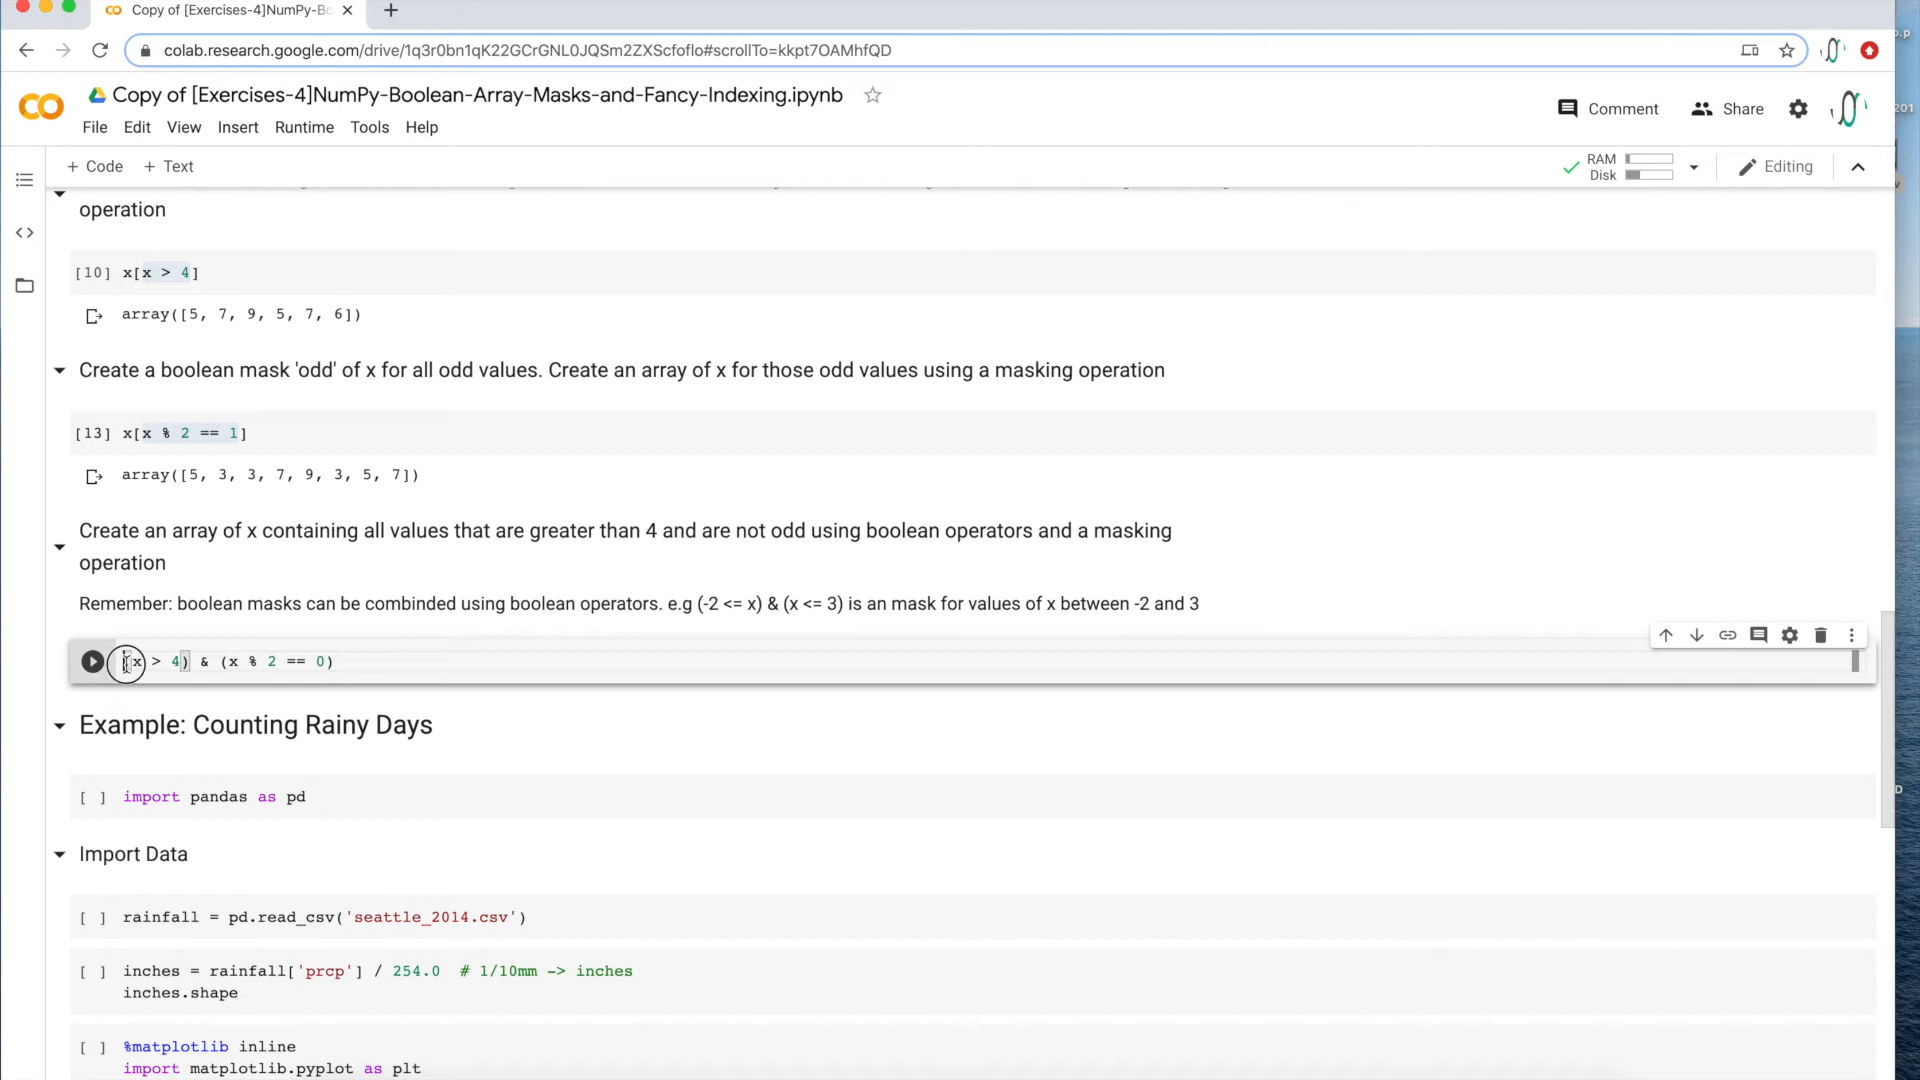 Copy of [Exercises-4]NumPy-Bo
colab.research.google.com/drive/1q3r0bn1qK22GCrGNL0JQSm2ZXScfoflo#scrollTo=kkpt7OAMhfQD
Copy of [Exercises-4]NumPy-Boolean-Array-Masks-and-Fancy-Indexing.ipynb
Comment
Share
File Edit View Insert Runtime Tools Help
+ Code + Text
RAM
Disk
Editing
operation
[10] x[x > 4]
array([5, 7, 9, 5, 7, 6])
Create a boolean mask 'odd' of x for all odd values. Create an array of x for those odd values using a masking operation
[13] x[x % 2 == 1]
array([5, 3, 3, 7, 9, 3, 5, 7])
Create an array of x containing all values that are greater than 4 and are not odd using boolean operators and a masking
operation
Remember: boolean masks can be combinded using boolean operators. e.g (-2 <= x) & (x <= 3) is an mask for values of x between -2 and 3
(x > 4) & (x % 2 == 0)
Example: Counting Rainy Days
[ ] import pandas as pd
Import Data
[ ] rainfall = pd.read_csv('seattle_2014.csv')
[ ] inches = rainfall['prcp'] / 254.0 # 1/10mm -> inches
inches.shape
[ ] %matplotlib inline
import matplotlib.pyplot as plt